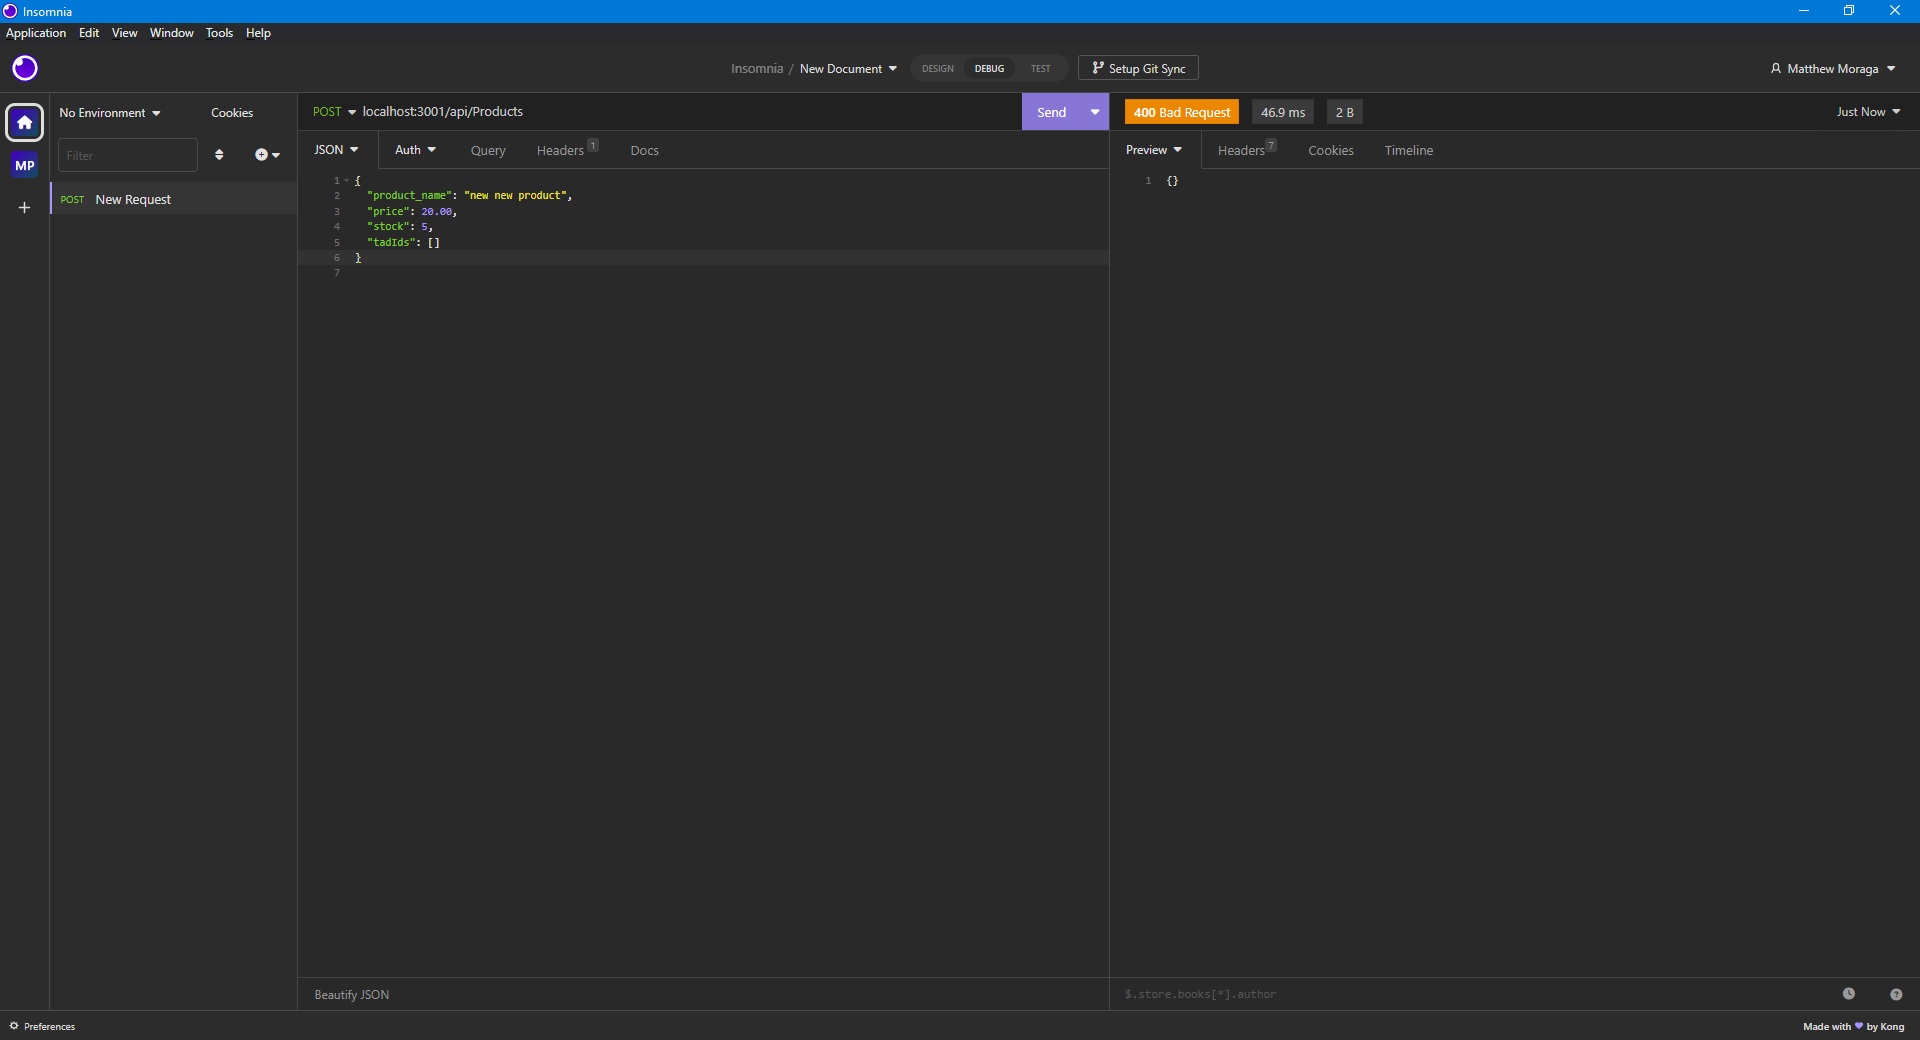 Insomnia
Application Edit View Window Tools Help
Insomnia / New Document DESIGN DEBUG TEST Setup Git Sync Matthew Moraga
No Environment Cookies
POST localhost:3001/api/Products Send
400 Bad Request 46.9 ms 2 B Just Now
Filter
JSON Auth Query Headers 1 Docs
Preview Headers 7 Cookies Timeline
MP
POST New Request
1 {
2 "product_name": "new new product",
3 "price": 20.00,
4 "stock": 5,
5 "tadIds": []
6 }
7
1 {}
Beautify JSON
$.store.books[*].author
Preferences
Made with by Kong